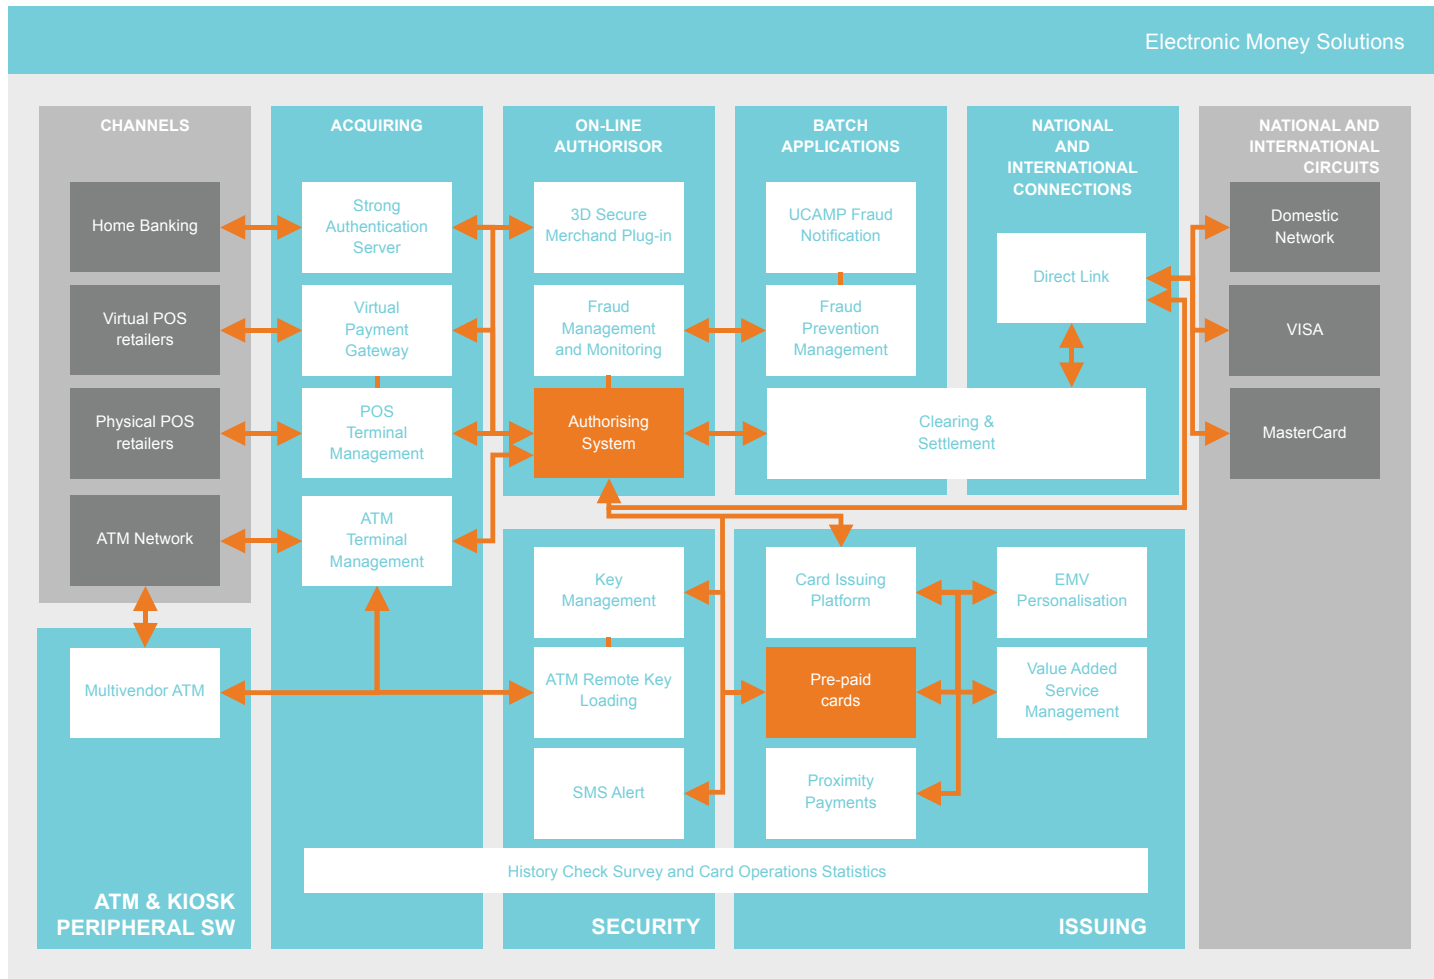 Electronic Money Solutions
CHANNELS
Home Banking
Virtual POS
retailers
Physical POS
retailers
ATM Network
ACQUIRING
Strong
Authentication
Server
Virtual
Payment
Gateway
POS
Terminal
Management
ATM
Terminal
Management
ON-LINE
AUTHORISOR
3D Secure
Merchand Plug-in
Fraud
Management
and Monitoring
Authorising
System
BATCH
APPLICATIONS
UCAMP Fraud
Notification
Fraud
Prevention
Management
NATIONAL
AND
INTERNATIONAL
CONNECTIONS
Direct Link
Clearing &
Settlement
NATIONAL AND
INTERNATIONAL
CIRCUITS
Domestic
Network
VISA
MasterCard
Multivendor ATM
ATM & KIOSK
PERIPHERAL SW
Key
Management
ATM Remote Key
Loading
SMS Alert
SECURITY
Card Issuing
Platform
Pre-paid
cards
Proximity
Payments
EMV
Personalisation
Value Added
Service
Management
ISSUING
History Check Survey and Card Operations Statistics